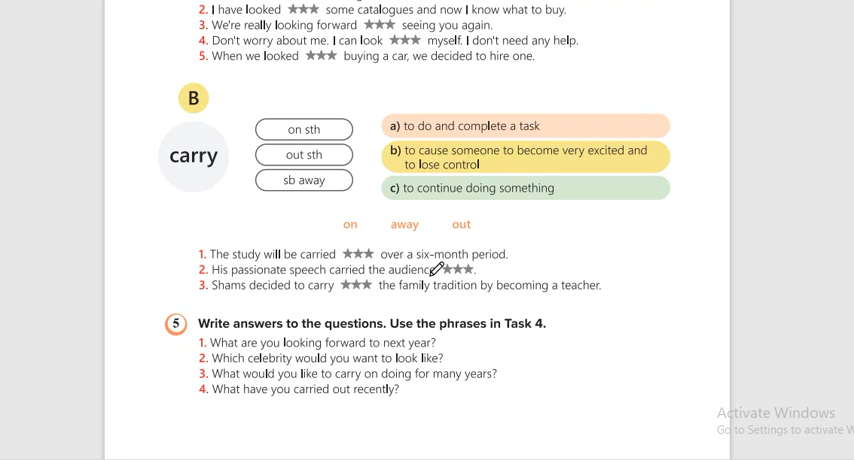 2. I have looked ★★★ some catalogues and now I know what to buy.
3. We're really looking forward ★★★ seeing you again.
4. Don't worry about me. I can look ★★★ myself. I don't need any help.
5. When we looked ★★★ buying a car, we decided to hire one.
B
carry
on sth
out sth
sb away
a) to do and complete a task
b) to cause someone to become very excited and
to lose control
c) to continue doing something
on away out
1. The study will be carried ★★★ over a six-month period.
2. His passionate speech carried the audience ★★★.
3. Shams decided to carry ★★★ the family tradition by becoming a teacher.
5 Write answers to the questions. Use the phrases in Task 4.
1. What are you looking forward to next year?
2. Which celebrity would you want to look like?
3. What would you like to carry on doing for many years?
4. What have you carried out recently?
Activate Windows
Go to Settings to activate W